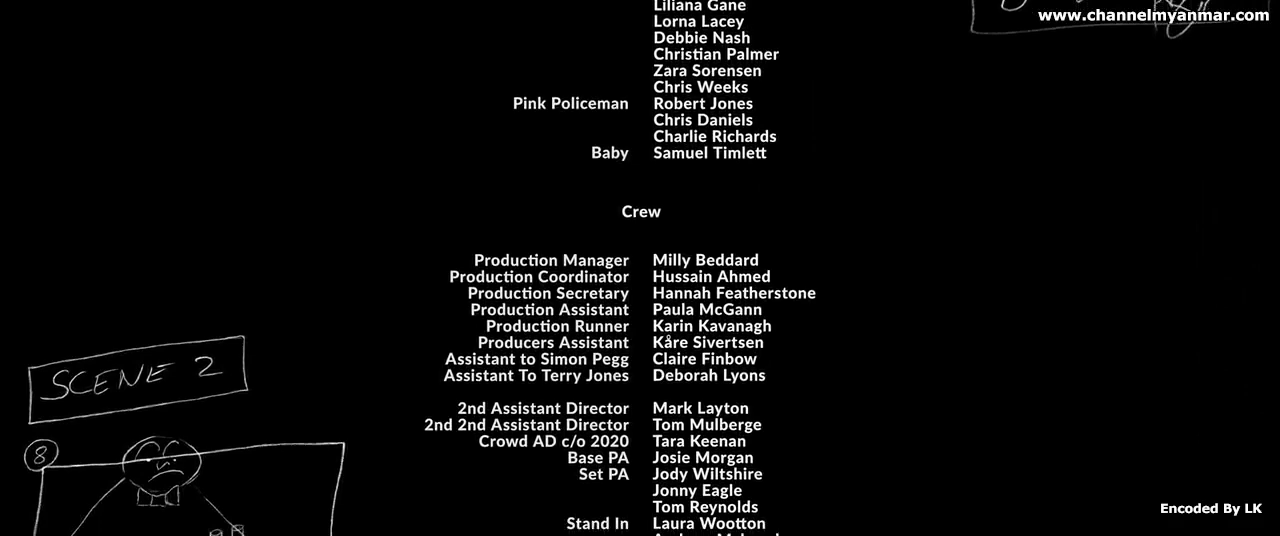 Liliana Gane
www.channelmyanmar.com
Lorna Lacey
Debbie Nash
Christian Palmer
Zara Sorensen
Chris Weeks
Pink Policeman Robert Jones
Chris Daniels
Charlie Richards
Baby Samuel Timlett
Crew
Production Manager Milly Beddard
Production Coordinator Hussain Ahmed
Production Secretary Hannah Featherstone
Production Assistant Paula McGann
Production Runner Karin Kavanagh
Producers Assistant Kåre Sivertsen
Assistant to Simon Pegg Claire Finbow
Assistant To Terry Jones Deborah Lyons
SCENE 2
2nd Assistant Director Mark Layton
2nd 2nd Assistant Director Tom Mulberge
Crowd AD c/o 2020 Tara Keenan
8
Base PA Josie Morgan
Set PA Jody Wiltshire
Jonny Eagle
Tom Reynolds
Encoded By LK
Stand In Laura Wootton